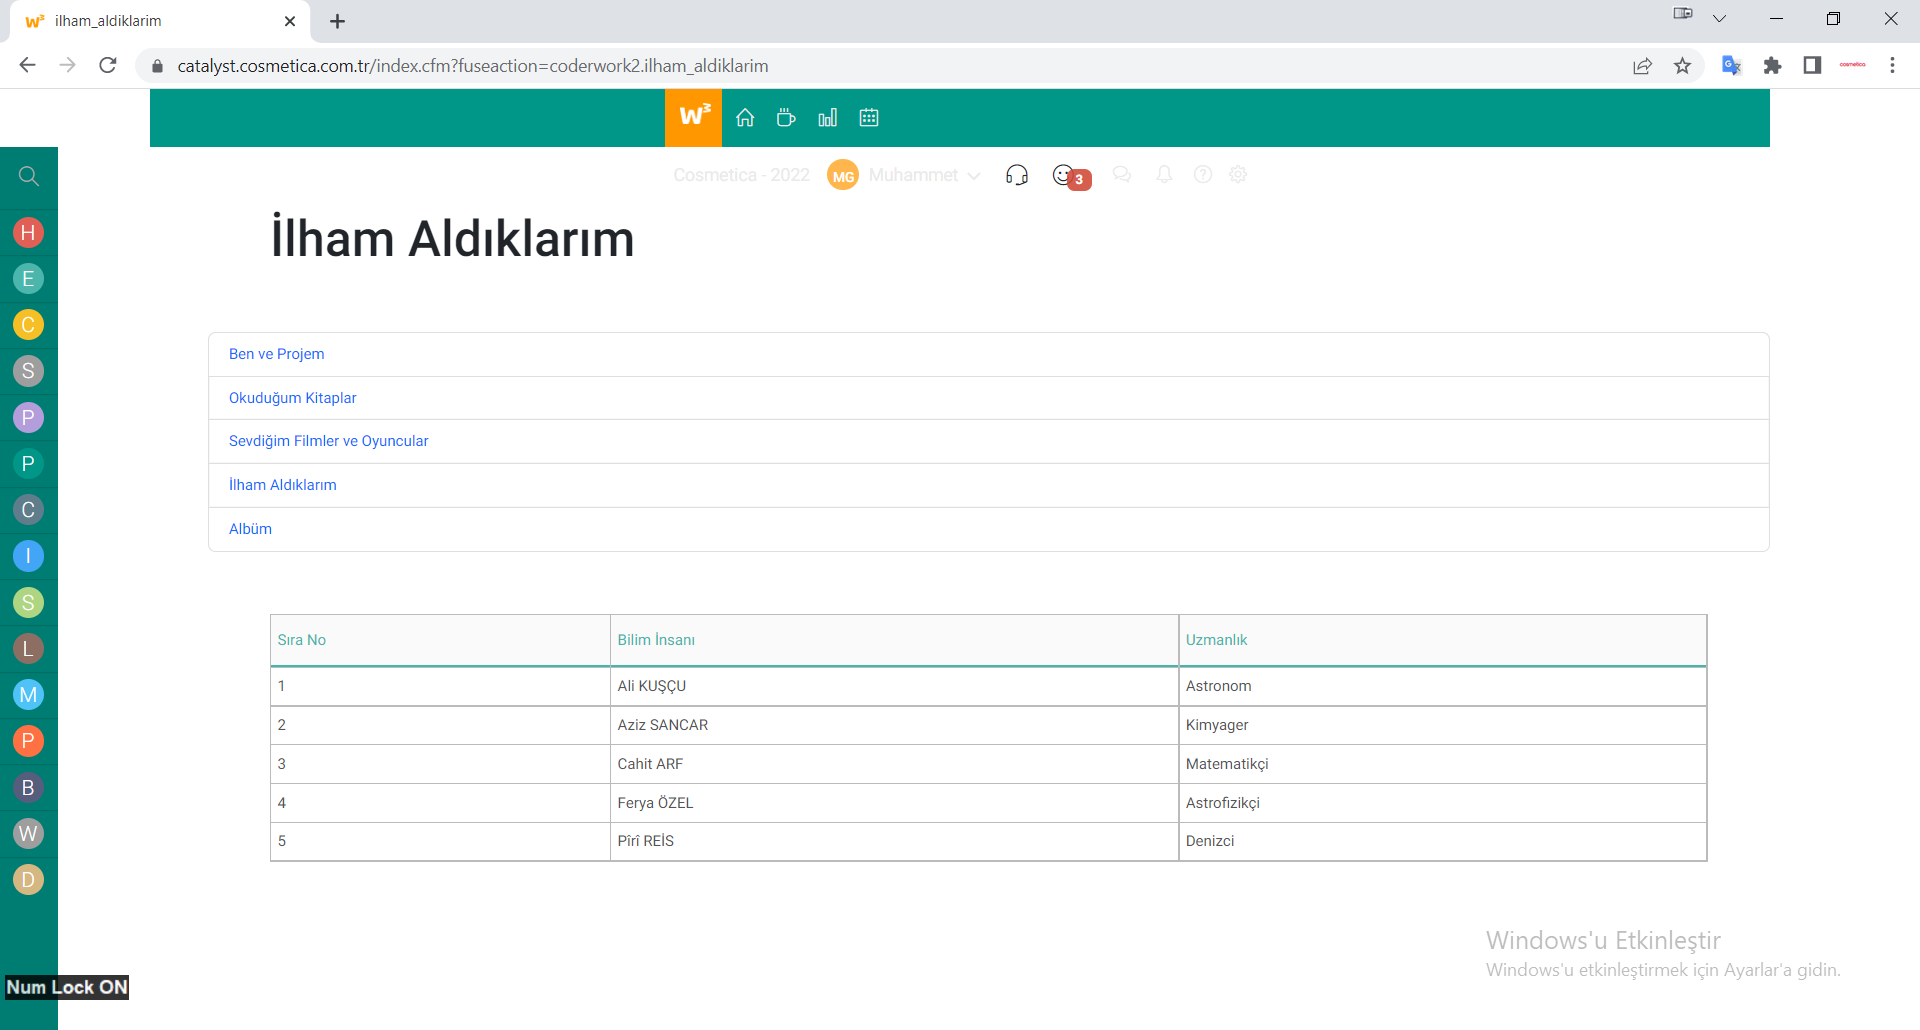 ilham_aldiklarim
catalyst.cosmetica.com.tr/index.cfm?fuseaction=coderwork2.ilham_aldiklarim
cosmetica
W3
Cosmetica - 2022 MG Muhammet 3
İlham Aldıklarım
H
E
C
S
P
P
C
I
S
L
M
P
B
W
D
Ben ve Projem
Okuduğum Kitaplar
Sevdiğim Filmler ve Oyuncular
İlham Aldıklarım
Albüm
Sıra No Bilim İnsanı Uzmanlık
1 Ali KUŞÇU Astronom
2 Aziz SANCAR Kimyager
3 Cahit ARF Matematikçi
4 Ferya ÖZEL Astrofizikçi
5 Pîrî REİS Denizci
Windows'u Etkinleştir
Windows'u etkinleştirmek için Ayarlar'a gidin.
Num Lock ON